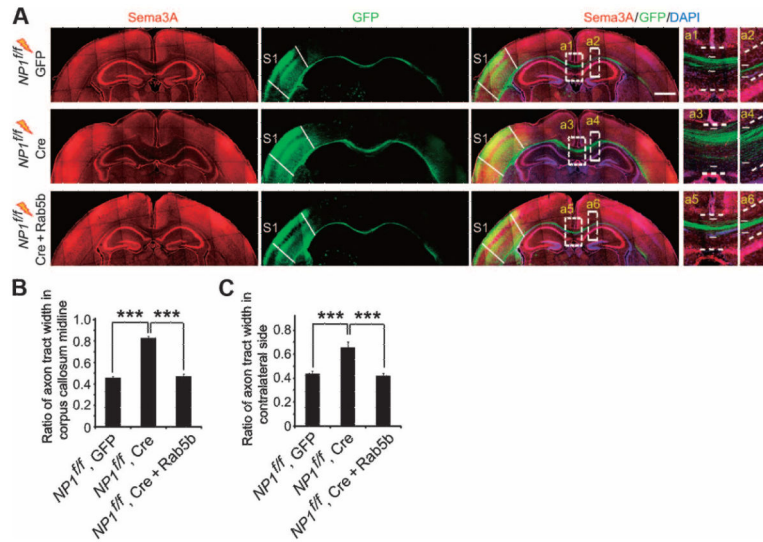 A
Sema3A
GFP
Sema3A/GFP/DAPI
NP1f/f
GFP
S1
a1
a2
a1
a2
NP1f/f
Cre
S1
a3
a4
a3
a4
NP1f/f
Cre + Rab5b
S1
a5
a6
a5
a6
B
Ratio of axon tract width in
corpus callosum midline
1.0
0.8
0.6
0.4
0.2
0
*** ***
NP1f/f, GFP
NP1f/f, Cre
NP1f/f, Cre + Rab5b
C
Ratio of axon tract width in
contralateral side
0.8
0.6
0.4
0.2
0
*** ***
NP1f/f, GFP
NP1f/f, Cre
NP1f/f, Cre + Rab5b